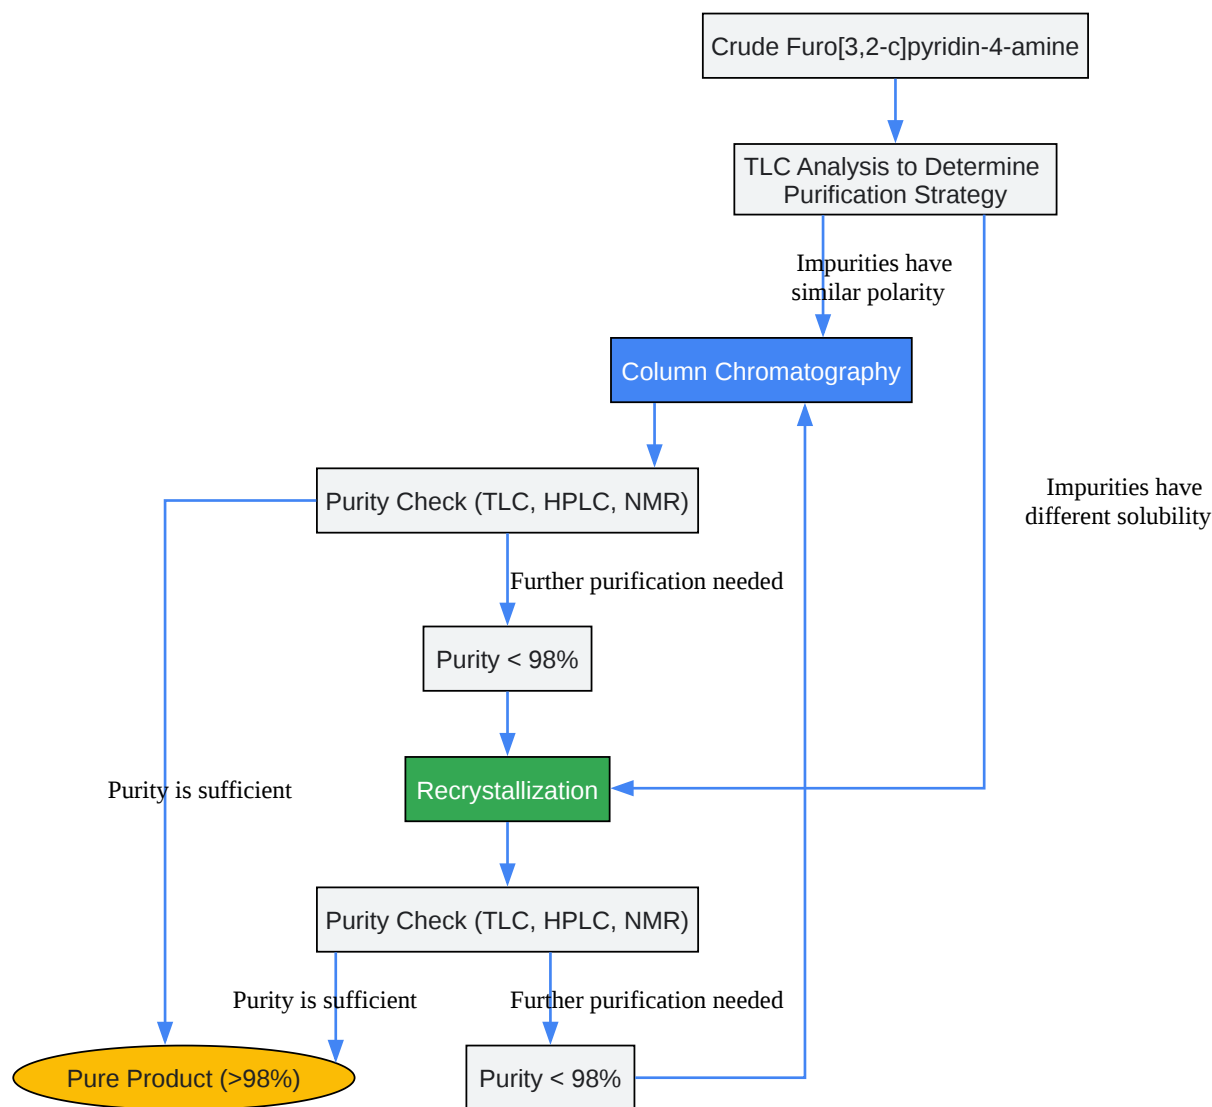 Crude Furo[3,2-c]pyridin-4-amine
TLC Analysis to Determine
Purification Strategy
Impurities have
similar polarity
Column Chromatography
Purity Check (TLC, HPLC, NMR)
Impurities have
different solubility
Further purification needed
Purity < 98%
Purity is sufficient
Recrystallization
Purity Check (TLC, HPLC, NMR)
Purity is sufficient
Further purification needed
Pure Product (>98%)
Purity < 98%